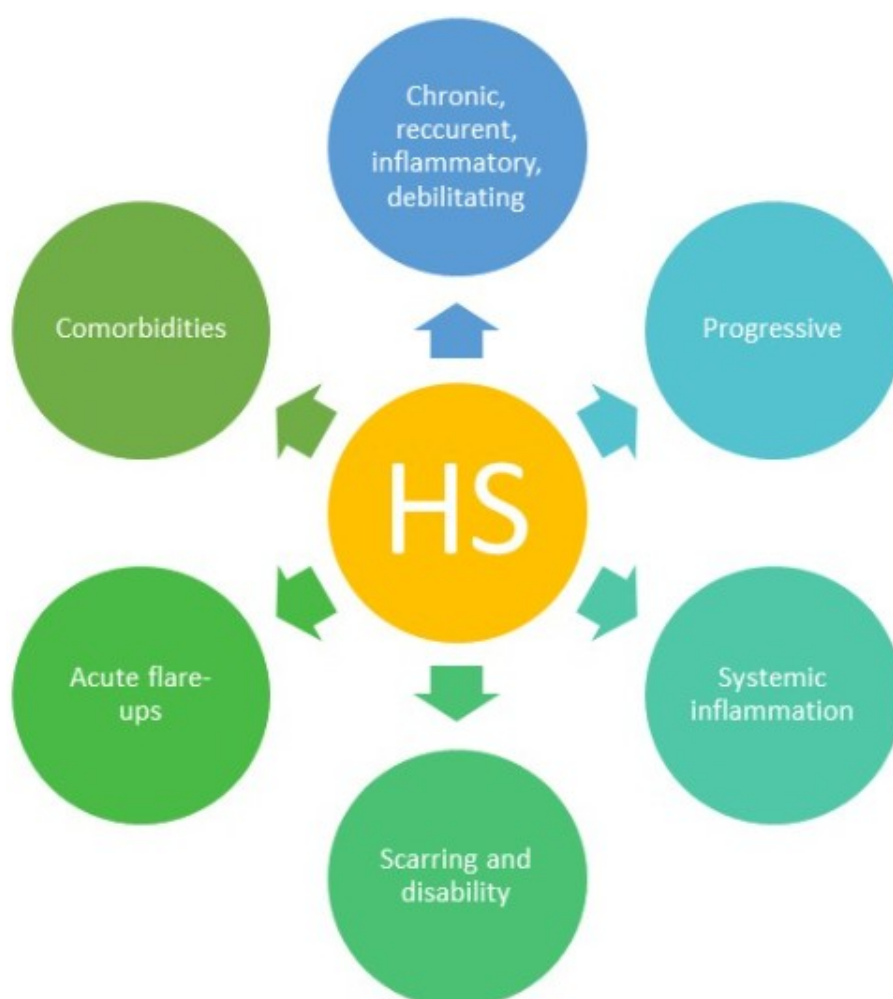 Chronic,
reccurent,
inflammatory,
debilitating
Progressive
Systemic
inflammation
Scarring and
disability
Acute flare-
ups
Comorbidities
HS